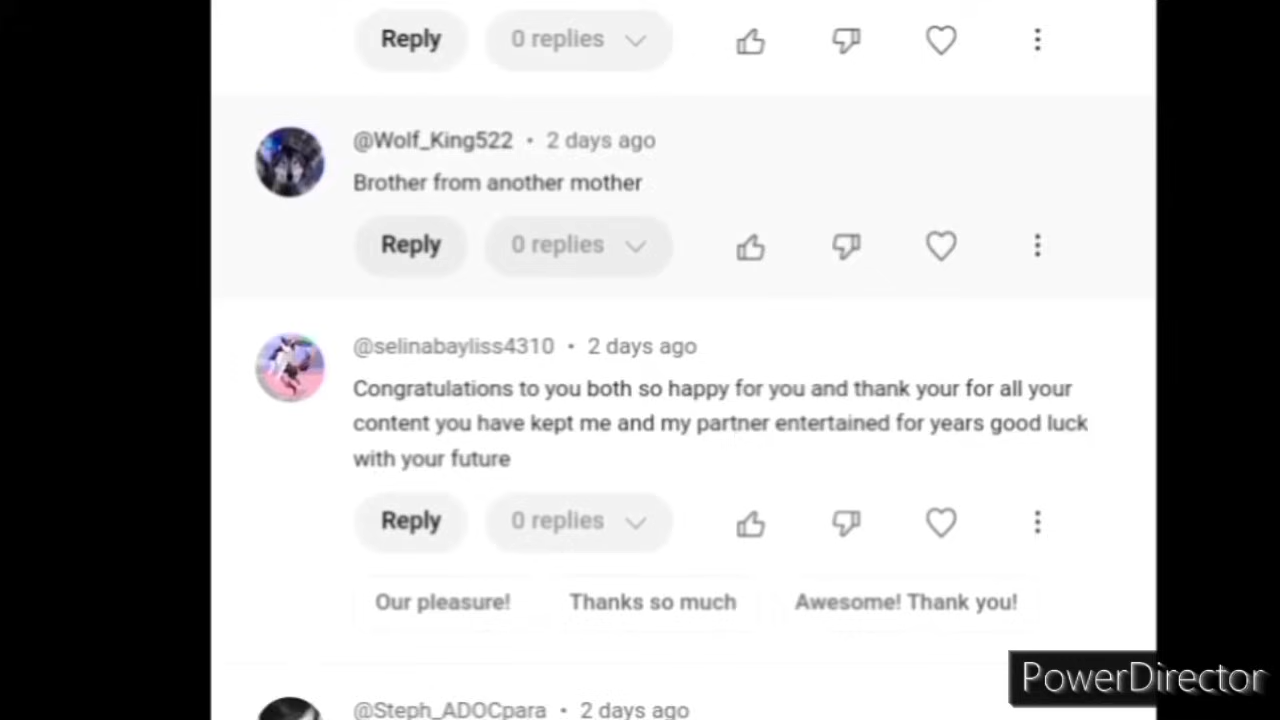 Reply 0 replies
@Wolf_King522 • 2 days ago
Brother from another mother
Reply 0 replies
@selinabayliss4310 • 2 days ago
Congratulations to you both so happy for you and thank your for all your
content you have kept me and my partner entertained for years good luck
with your future
Reply 0 replies
Our pleasure! Thanks so much Awesome! Thank you!
PowerDirector
@Steph_ADOCpara • 2 days ago